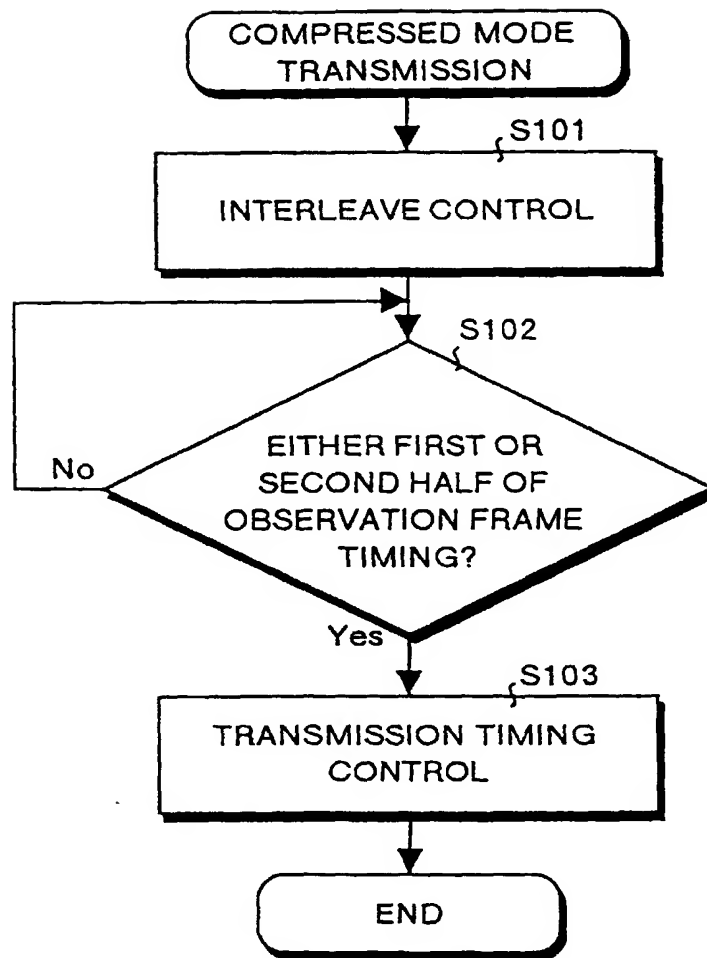 COMPRESSED MODE
TRANSMISSION
S101
INTERLEAVE CONTROL
S102
EITHER FIRST OR
SECOND HALF OF
OBSERVATION FRAME
TIMING?
No
Yes
S103
TRANSMISSION TIMING
CONTROL
END